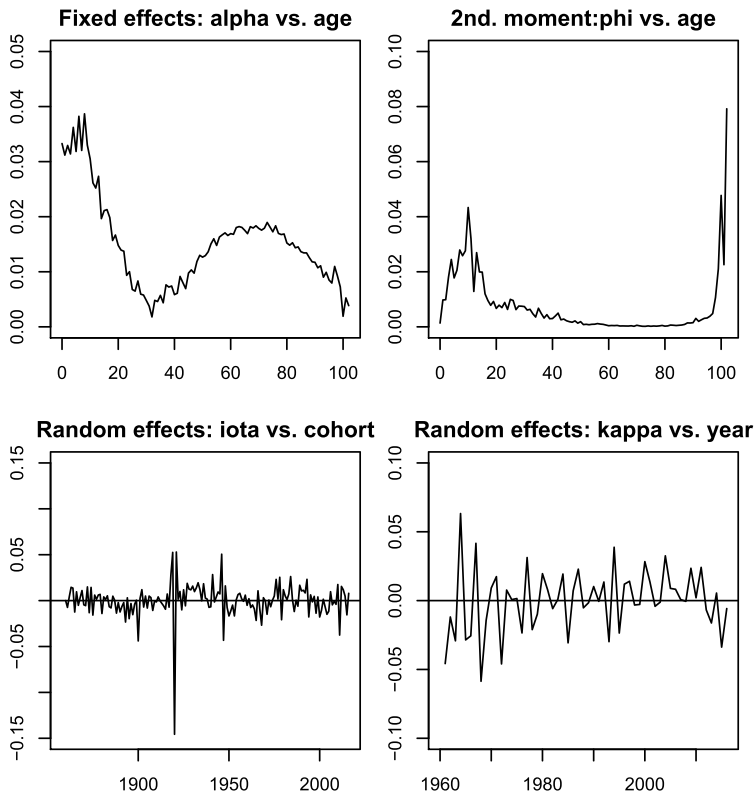 Fixed effects: alpha vs. age
0.05
0.04
0.03
0.02
0.01
0.00
0 20 40 60 80 100
2nd. moment:phi vs. age
0.10
0.08
0.06
0.04
0.02
0.00
0 20 40 60 80 100
Random effects: iota vs. cohort
0.15
0.05
−0.05
−0.15
1900 1950 2000
Random effects: kappa vs. year
0.10
0.05
0.00
−0.05
−0.10
1960 1980 2000